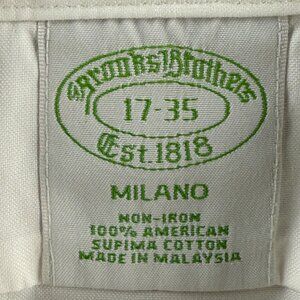 Brooks Brothers
17-35
Est. 1818
MILANO
NON-IRON
100% AMERICAN
SUPIMA COTTON
MADE IN MALAYSIA